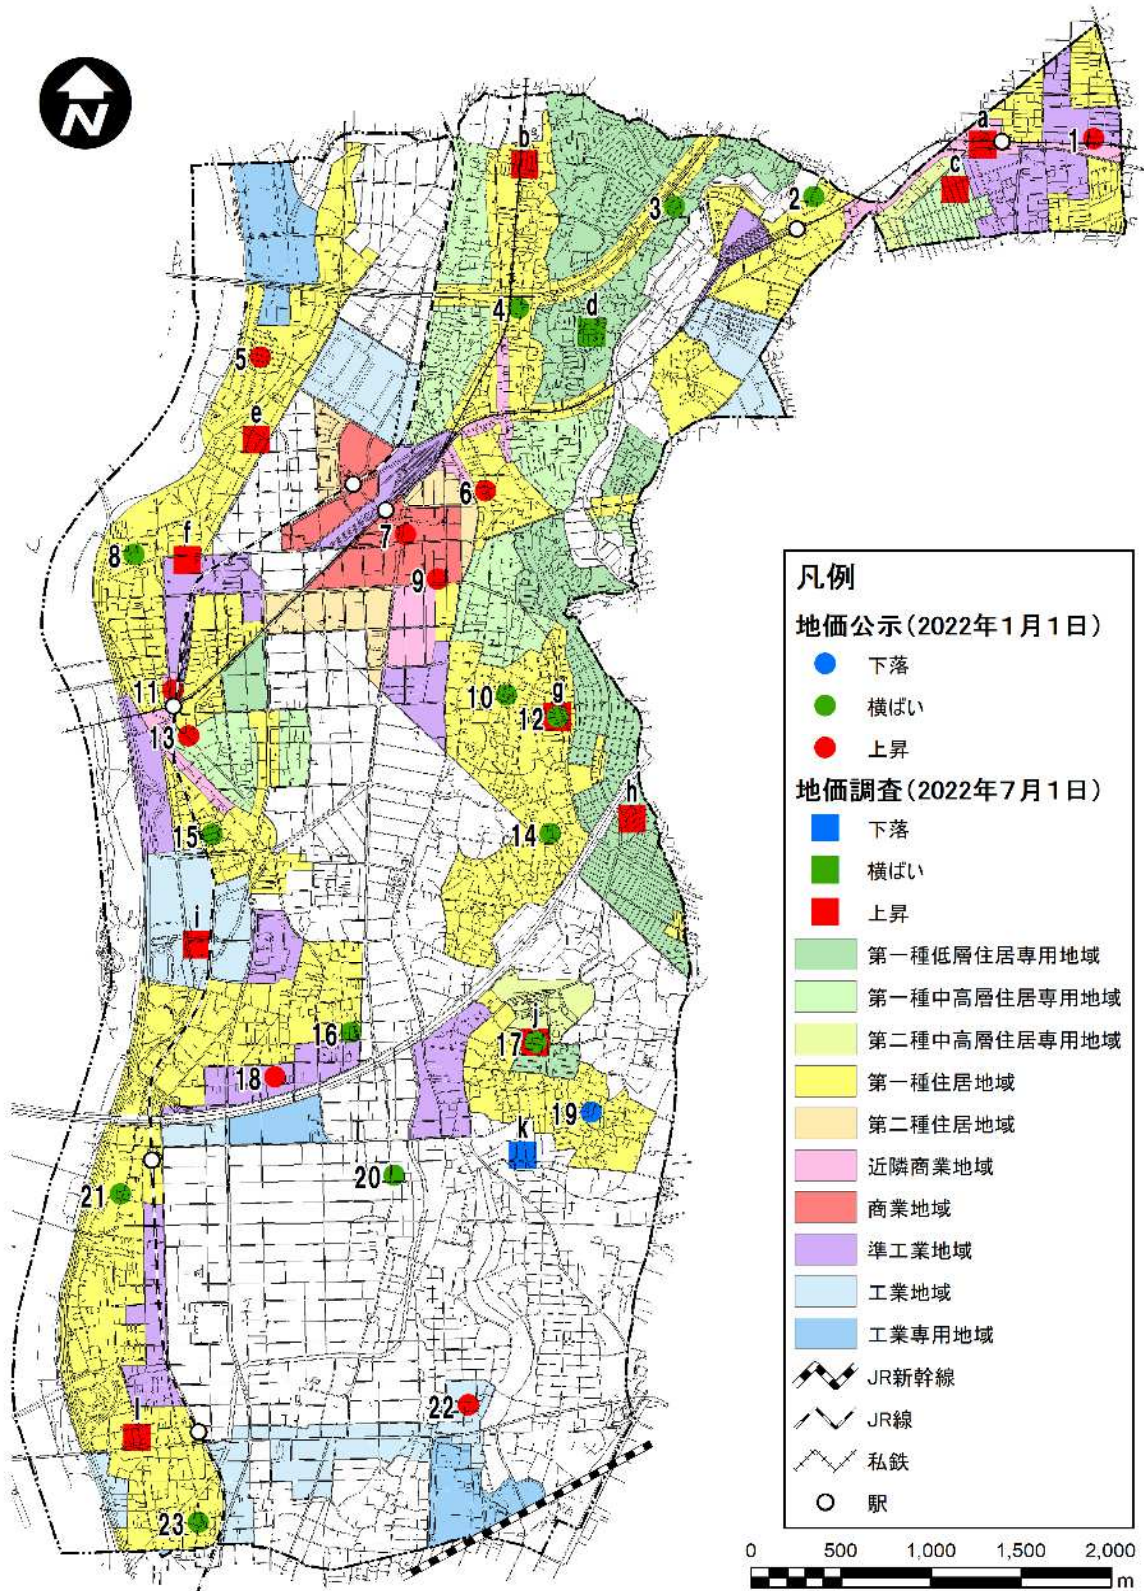 N
b
a
1
c
2
3
4
d
5
e
6
7
f
8
9
11
10
g
12
13
h
14
15
i
16
j
17
18
19
k
20
21
22
l
23
凡例
地価公示(2022年1月1日)
下落
横ばい
上昇
地価調査(2022年7月1日)
下落
横ばい
上昇
第一種低層住居専用地域
第一種中高層住居専用地域
第二種中高層住居専用地域
第一種住居地域
第二種住居地域
近隣商業地域
商業地域
準工業地域
工業地域
工業専用地域
JR新幹線
JR線
私鉄
駅
0 500 1,000 1,500 2,000
m